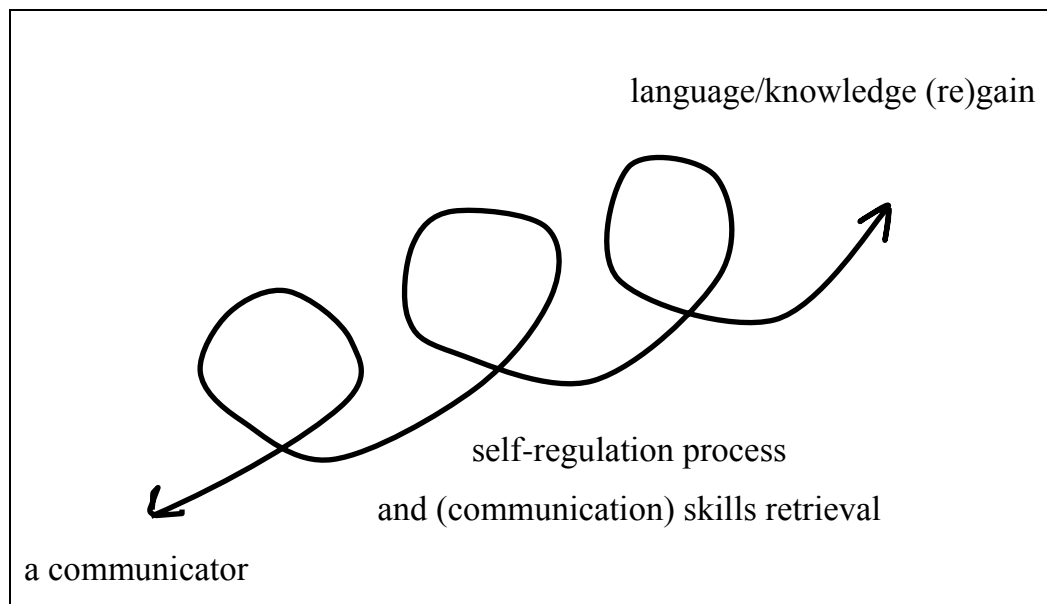 language/knowledge (re)gain
self-regulation process
and (communication) skills retrieval
a communicator